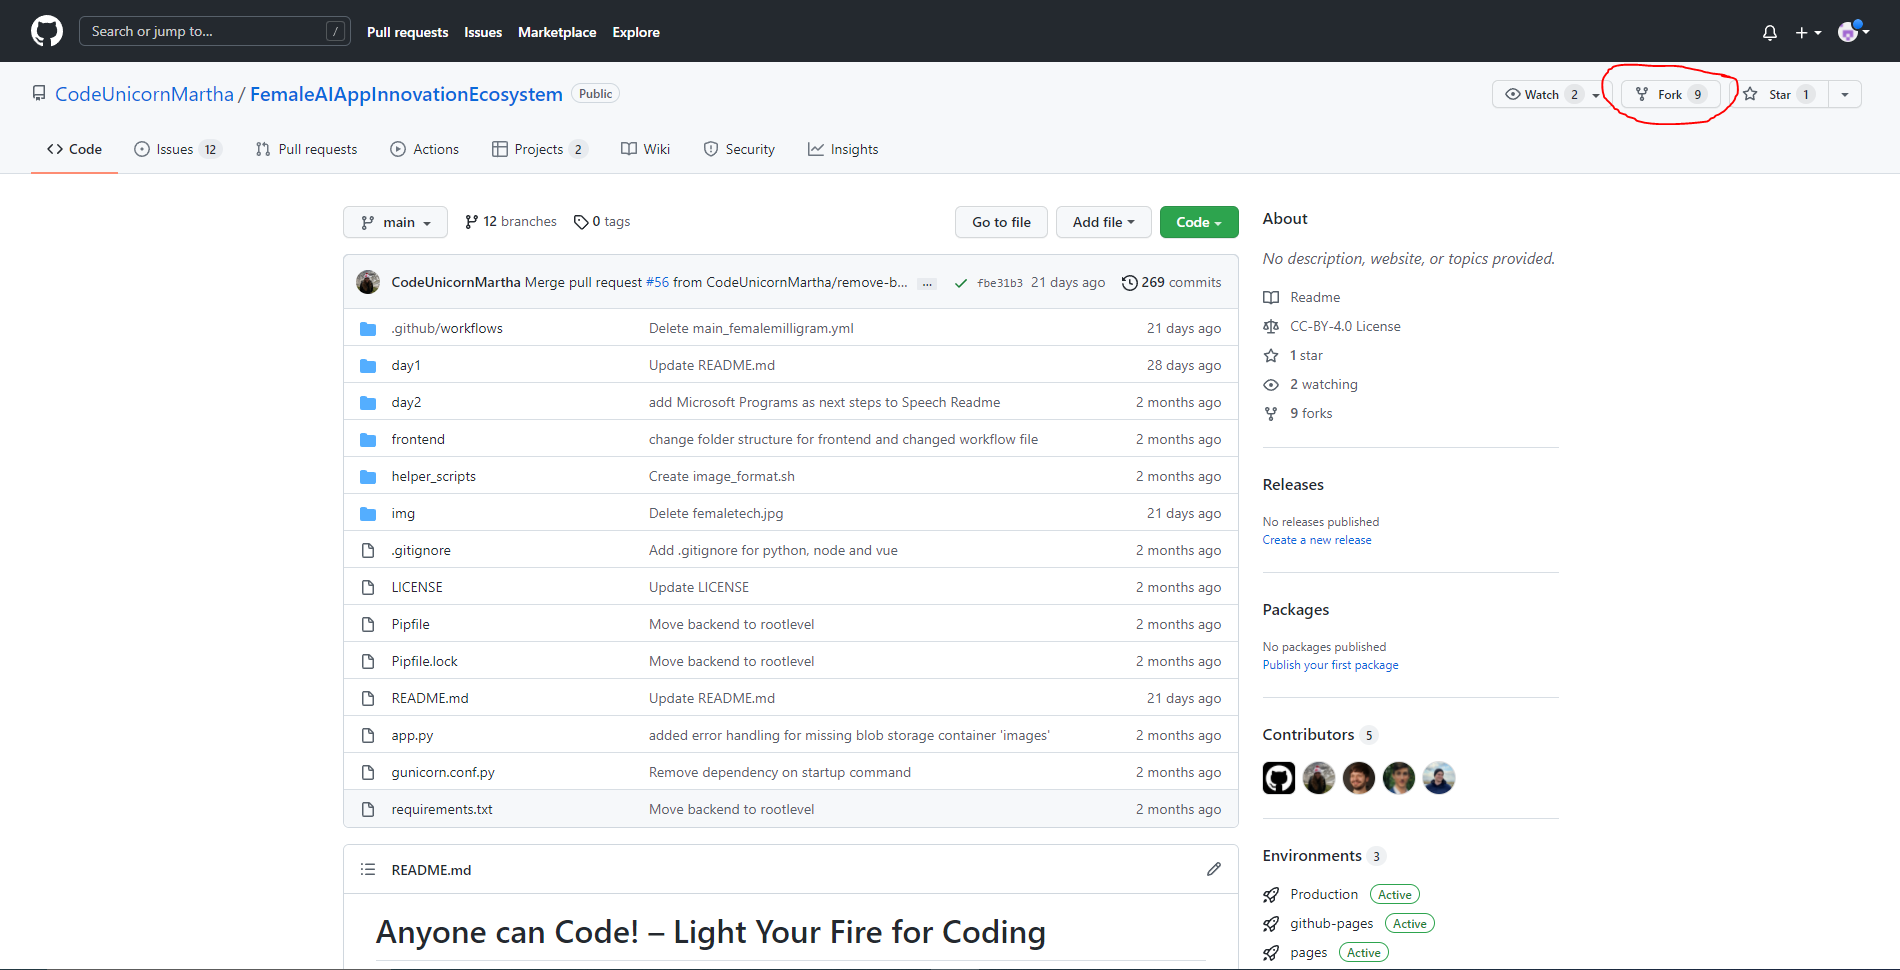 Search or jump to... /
Pull requests Issues Marketplace Explore
CodeUnicornMartha / FemaleAIAppInnovationEcosystem Public
Watch 2 Fork 9 Star 1
Code Issues 12 Pull requests Actions Projects 2 Wiki Security Insights
main 12 branches 0 tags Go to file Add file Code
CodeUnicornMartha Merge pull request #56 from CodeUnicornMartha/remove-b... ... fbe31b3 21 days ago 269 commits
.github/workflows Delete main_femalemilligram.yml 21 days ago
day1 Update README.md 28 days ago
day2 add Microsoft Programs as next steps to Speech Readme 2 months ago
frontend change folder structure for frontend and changed workflow file 2 months ago
helper_scripts Create image_format.sh 2 months ago
img Delete femaletech.jpg 21 days ago
.gitignore Add .gitignore for python, node and vue 2 months ago
LICENSE Update LICENSE 2 months ago
Pipfile Move backend to rootlevel 2 months ago
Pipfile.lock Move backend to rootlevel 2 months ago
README.md Update README.md 21 days ago
app.py added error handling for missing blob storage container 'images' 2 months ago
gunicorn.conf.py Remove dependency on startup command 2 months ago
requirements.txt Move backend to rootlevel 2 months ago
README.md
Anyone can Code! – Light Your Fire for Coding
About
No description, website, or topics provided.
Readme
CC-BY-4.0 License
1 star
2 watching
9 forks
Releases
No releases published
Create a new release
Packages
No packages published
Publish your first package
Contributors 5
Environments 3
Production Active
github-pages Active
pages Active